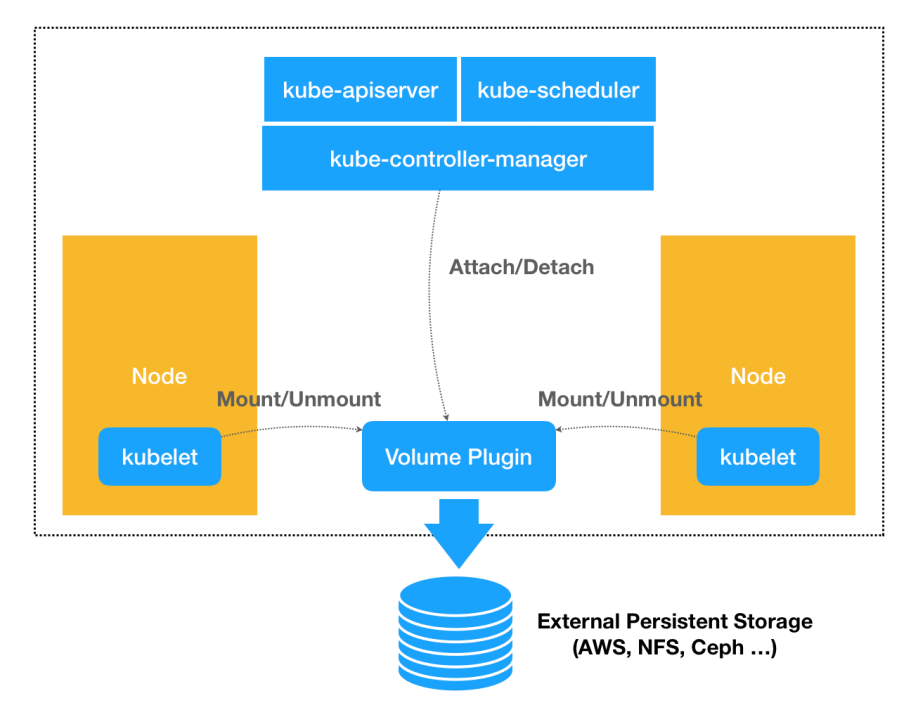 kube-apiserver
kube-scheduler
kube-controller-manager
Attach/Detach
Node
Node
Mount/Unmount
Mount/Unmount
kubelet
Volume Plugin
kubelet
External Persistent Storage
(AWS, NFS, Ceph ...)